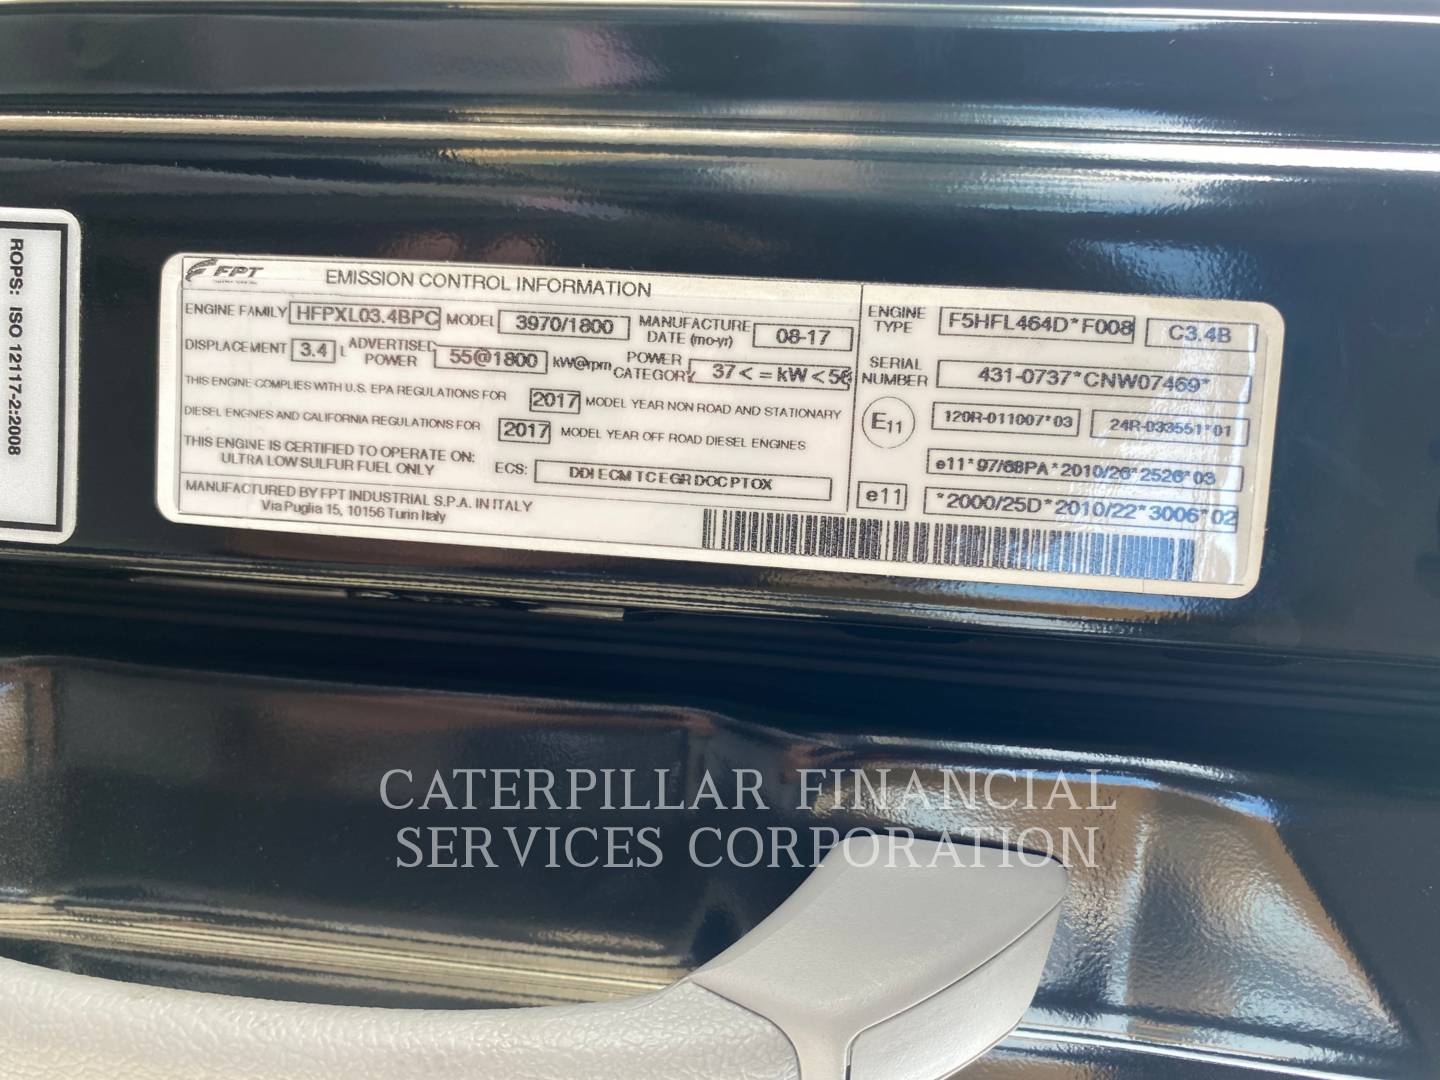 ROPS: ISO 12117-2:2008
FPT
EMISSION CONTROL INFORMATION
ENGINE FAMILY HFPXL03.4BPC MODEL 3970/1800 MANUFACTURE DATE (mo-yr) 08-17
DISPLACEMENT 3.4 L ADVERTISED POWER 55@1800 kW@rpm POWER CATEGORY 37<=kW<56
THIS ENGINE COMPLIES WITH U.S. EPA REGULATIONS FOR 2017 MODEL YEAR NON ROAD AND STATIONARY
DIESEL ENGINES AND CALIFORNIA REGULATIONS FOR 2017 MODEL YEAR OFF ROAD DIESEL ENGINES
THIS ENGINE IS CERTIFIED TO OPERATE ON:
ULTRA LOW SULFUR FUEL ONLY
ECS: DDI ECM TC EGR DOC PTOX
MANUFACTURED BY FPT INDUSTRIAL S.P.A. IN ITALY
Via Puglia 15, 10156 Turin Italy
ENGINE TYPE F5HFL464D*F008 C3.4B
SERIAL NUMBER 431-0737*CNW07469*
E11 120R-011007*03 24R-033551*01
e11*97/68PA*2010/26*2526*03
e11 *2000/25D*2010/22*3006*02
CATERPILLAR FINANCIAL
SERVICES CORPORATION